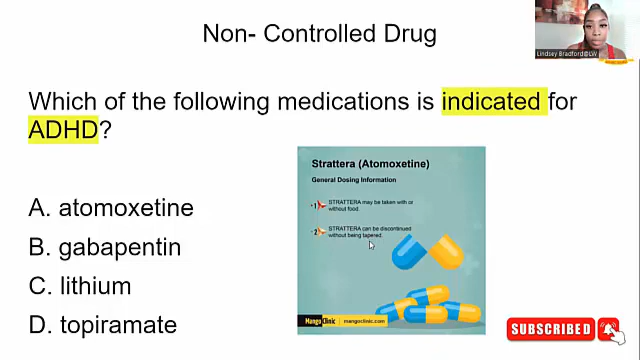 Non- Controlled Drug
Lindsey Bradford@LW
Which of the following medications is indicated for
ADHD?
Strattera (Atomoxetine)
General Dosing Information
1 STRATTERA may be taken with or
without food.
2 STRATTERA can be discontinued
without being tapered.
A. atomoxetine
B. gabapentin
C. lithium
D. topiramate
MangoClinic | mangoclinic.com
SUBSCRIBED